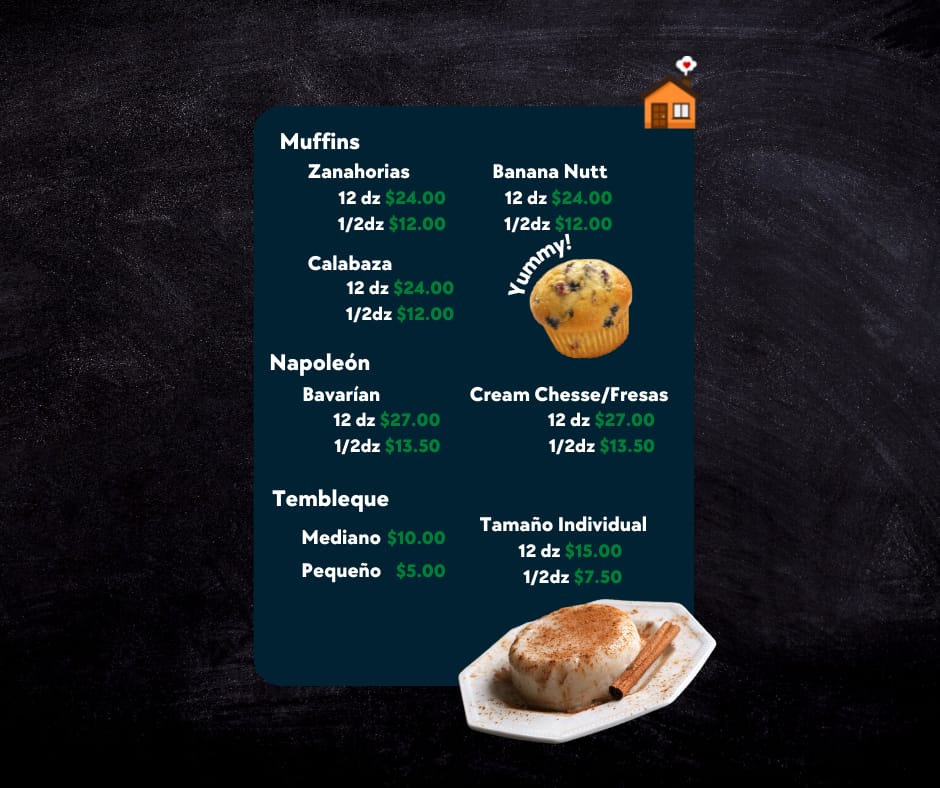 Muffins
Zanahorias
12 dz $24.00
1/2dz $12.00
Banana Nutt
12 dz $24.00
1/2dz $12.00
Calabaza
12 dz $24.00
1/2dz $12.00
Yummy!
Napoleón
Bavarían
12 dz $27.00
1/2dz $13.50
Cream Chesse/Fresas
12 dz $27.00
1/2dz $13.50
Tembleque
Mediano $10.00
Pequeño $5.00
Tamaño Individual
12 dz $15.00
1/2dz $7.50